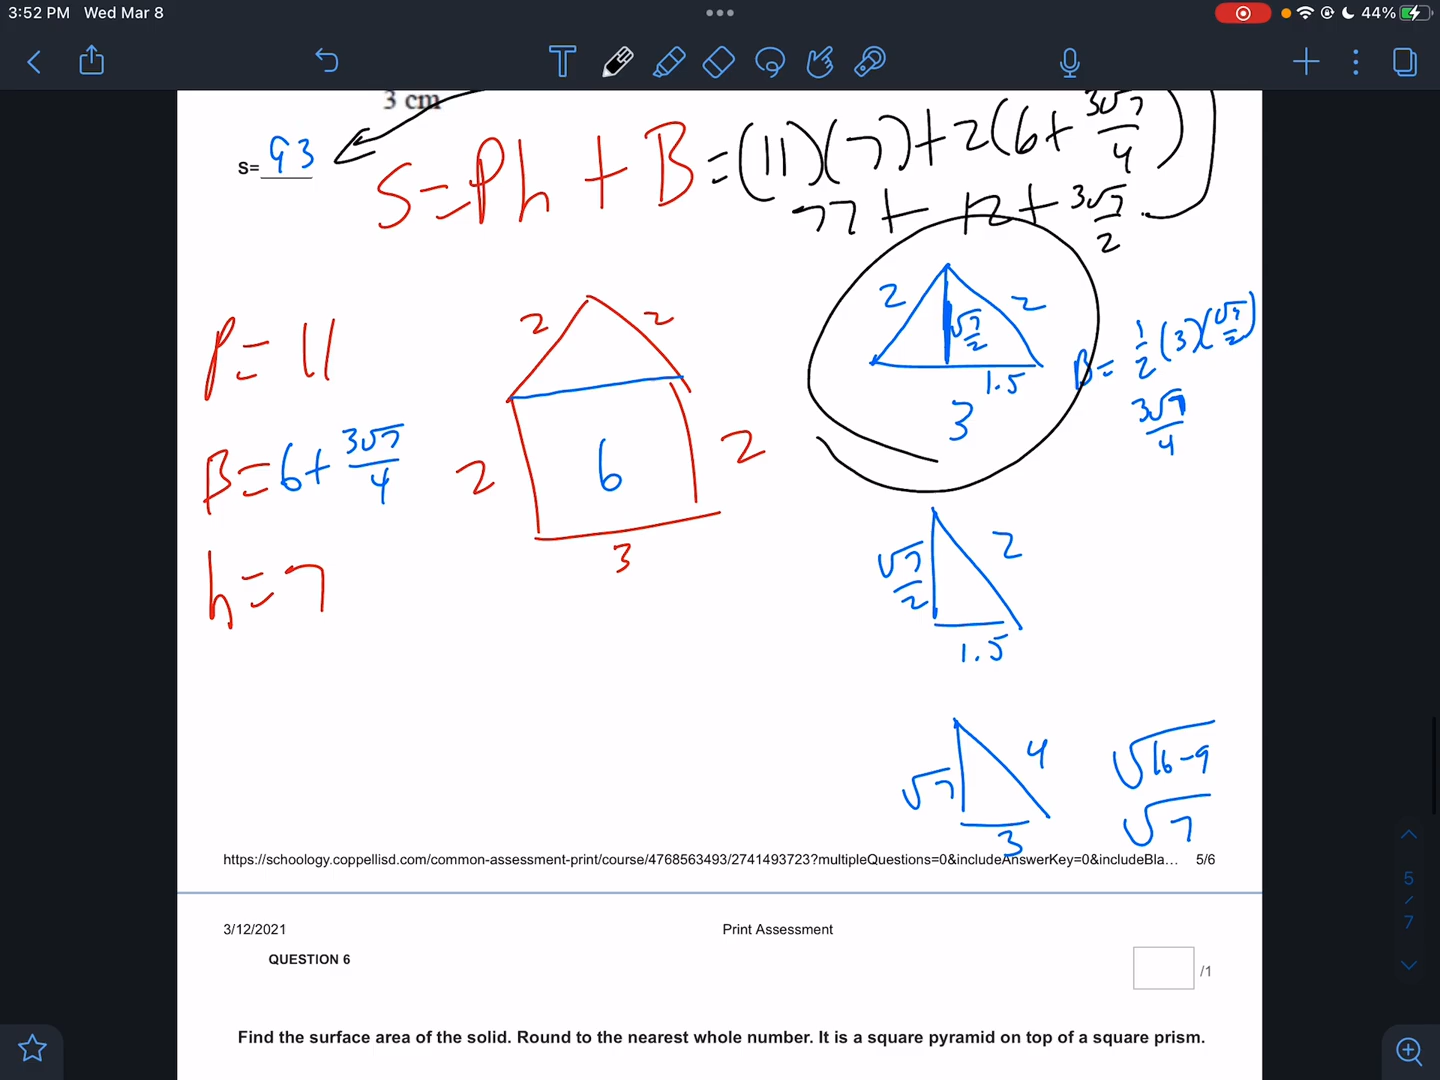 3:52 PM Wed Mar 8
44%
T
3 cm
S= 93
S=Ph + B =(11)(7)+2(6+3√7/4)
77 + 12 + 3√7/2
P= 11
B=6+3√7/4
h=7
2
2
2
6
2
3
2
2
√7/2
1.5
3
B= 1/2(3)(√7/2)
3√7/4
√7/2
2
1.5
√7
4
3
√16-9
√7
https://schoology.coppellisd.com/common-assessment-print/course/4768563493/2741493723?multipleQuestions=0&includeAnswerKey=0&includeBla... 5/6
5
/
7
3/12/2021
Print Assessment
QUESTION 6
/1
Find the surface area of the solid. Round to the nearest whole number. It is a square pyramid on top of a square prism.